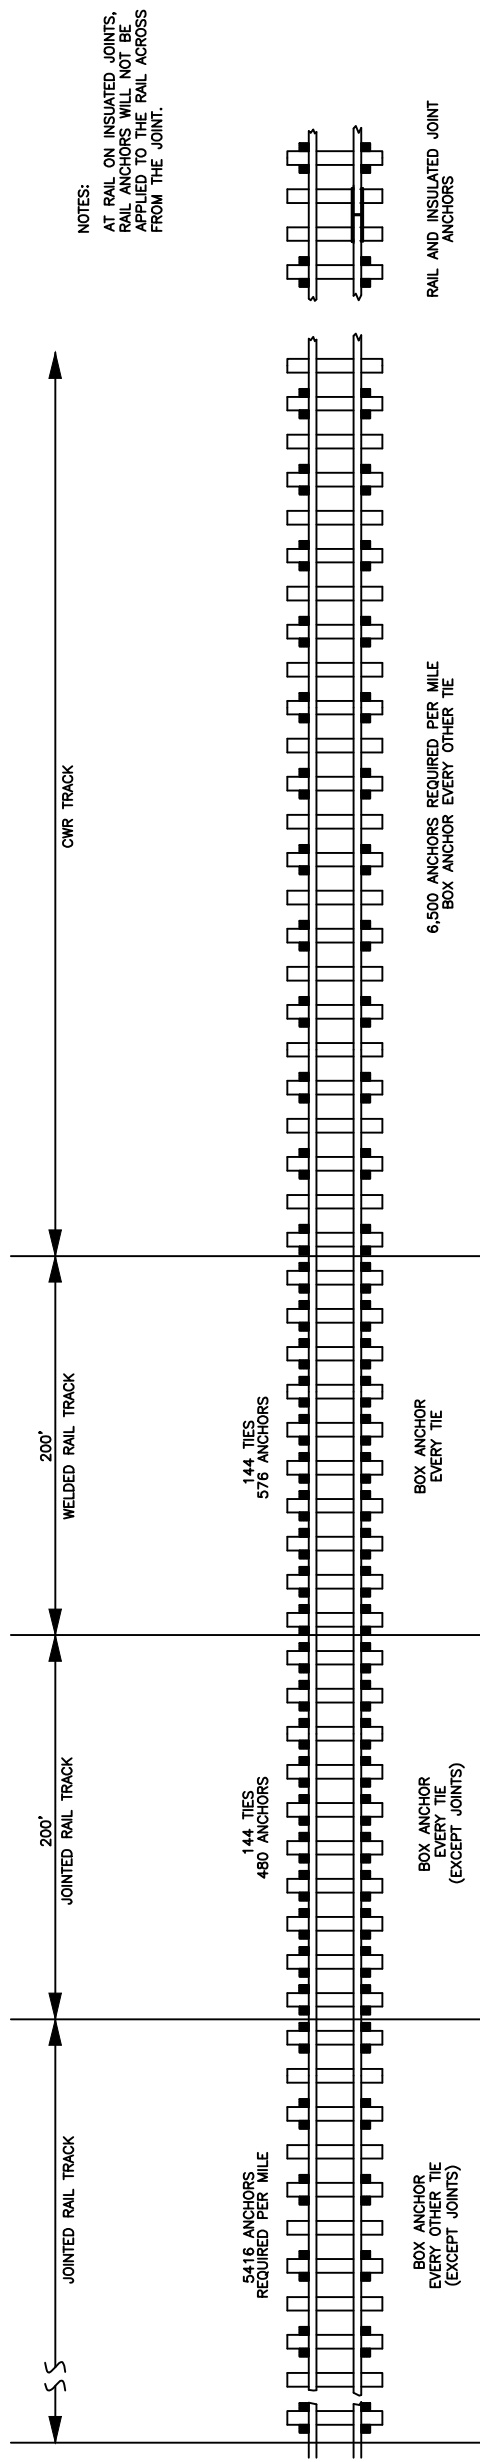 JOINTED RAIL TRACK
5416 ANCHORS
REQUIRED PER MILE
BOX ANCHOR
EVERY OTHER TIE
(EXCEPT JOINTS)
200'
JOINTED RAIL TRACK
144 TIES
480 ANCHORS
BOX ANCHOR
EVERY TIE
(EXCEPT JOINTS)
200'
WELDED RAIL TRACK
144 TIES
576 ANCHORS
BOX ANCHOR
EVERY TIE
CWR TRACK
6,500 ANCHORS REQUIRED PER MILE
BOX ANCHOR EVERY OTHER TIE
NOTES:
AT RAIL ON INSUATED JOINTS,
RAIL ANCHORS WILL NOT BE
APPLIED TO THE RAIL ACROSS
FROM THE JOINT.
RAIL AND INSULATED JOINT
ANCHORS